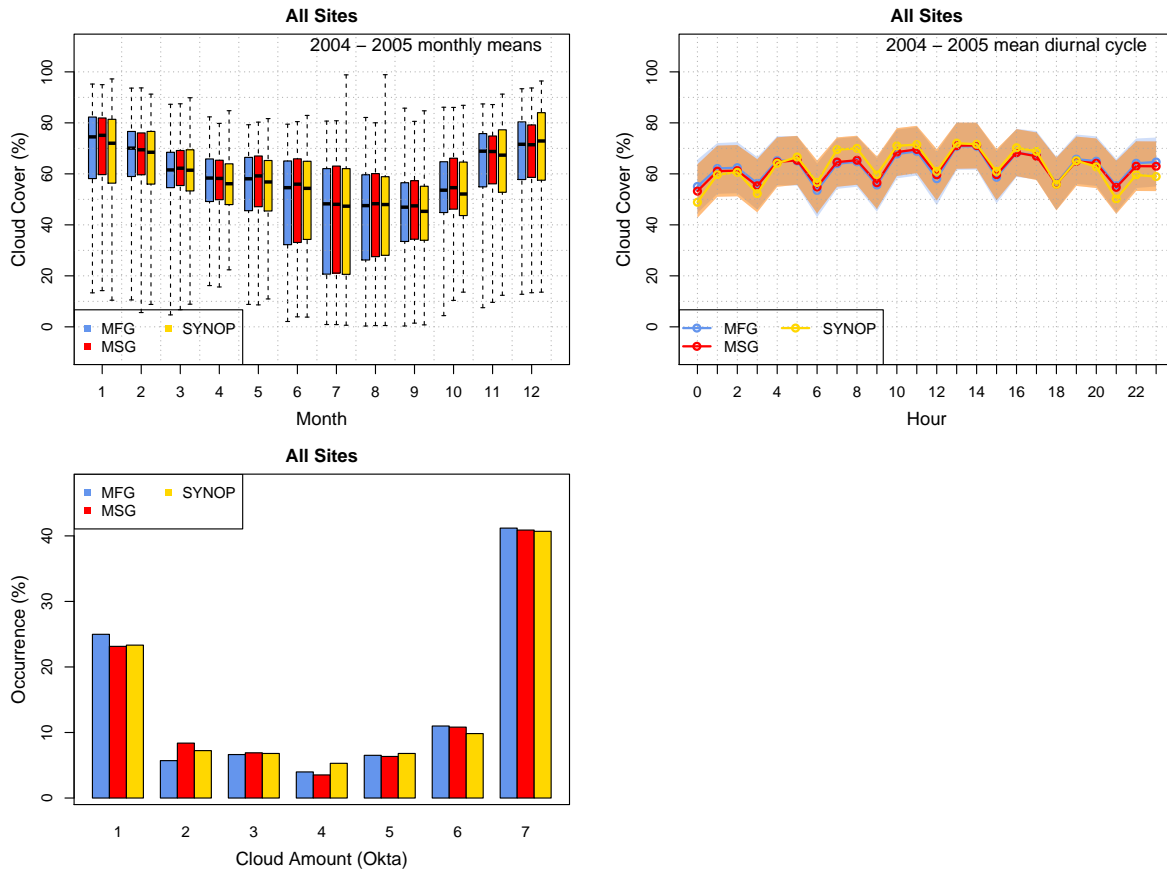 All Sites
2004 – 2005 monthly means
Cloud Cover (%)
100
80
60
40
20
0
MFG SYNOP
MSG
1 2 3 4 5 6 7 8 9 10 11 12
Month
All Sites
2004 – 2005 mean diurnal cycle
Cloud Cover (%)
100
80
60
40
20
0
MFG SYNOP
MSG
0 2 4 6 8 10 12 14 16 18 20 22
Hour
All Sites
MFG SYNOP
MSG
Occurrence (%)
40
30
20
10
0
1 2 3 4 5 6 7
Cloud Amount (Okta)